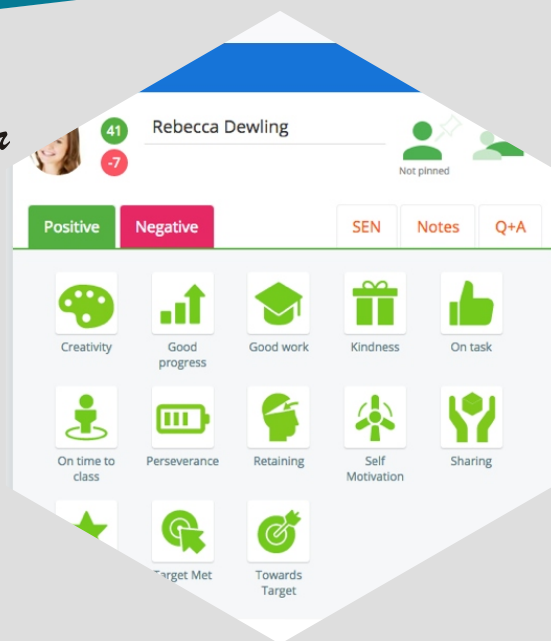 41
Rebecca Dewling
-7
Not pinned
Positive
Negative
SEN
Notes
Q+A
Creativity
Good
progress
Good work
Kindness
On task
On time to
class
Perseverance
Retaining
Self
Motivation
Sharing
Target Met
Towards
Target